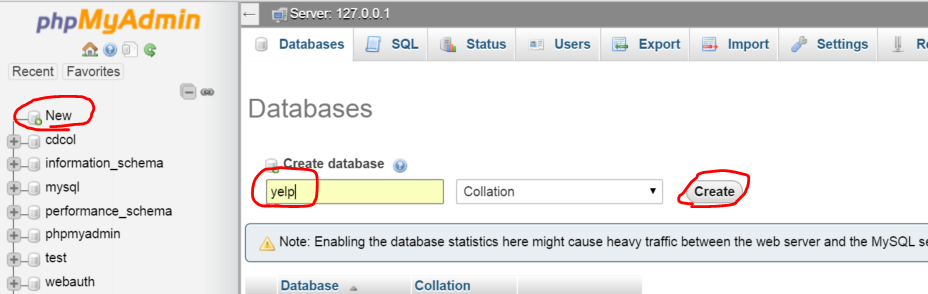 phpMyAdmin
Recent Favorites
New
cdcol
information_schema
mysql
performance_schema
phpmyadmin
test
webauth
Server: 127.0.0.1
Databases SQL Status Users Export Import Settings
Databases
Create database
yelp Collation Create
Note: Enabling the database statistics here might cause heavy traffic between the web server and the MySQL
Database Collation